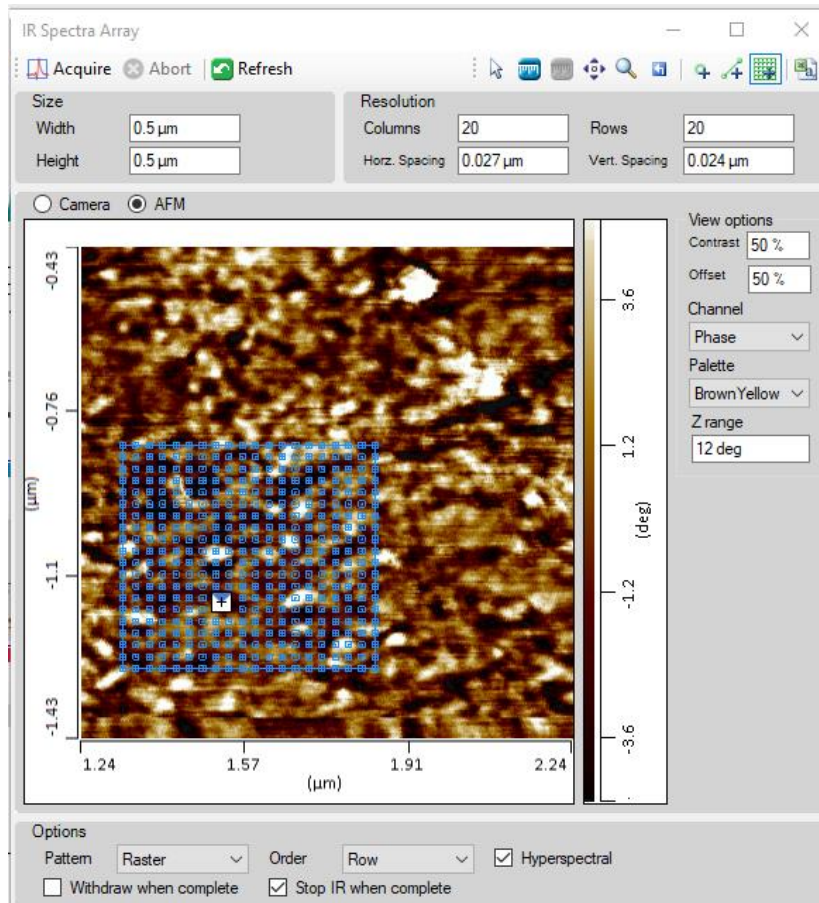 IR Spectra Array
Acquire Abort Refresh
Size
Width 0.5 µm
Height 0.5 µm
Resolution
Columns 20 Rows 20
Horz. Spacing 0.027 µm Vert. Spacing 0.024 µm
Camera AFM
-0.43
-0.76
-1.1
-1.43
(µm)
1.24 1.57 1.91 2.24
(µm)
3.6
1.2
-1.2
-3.6
(deg)
View options
Contrast 50 %
Offset 50 %
Channel
Phase
Palette
BrownYellow
Z range
12 deg
Options
Pattern Raster Order Row Hyperspectral
Withdraw when complete Stop IR when complete